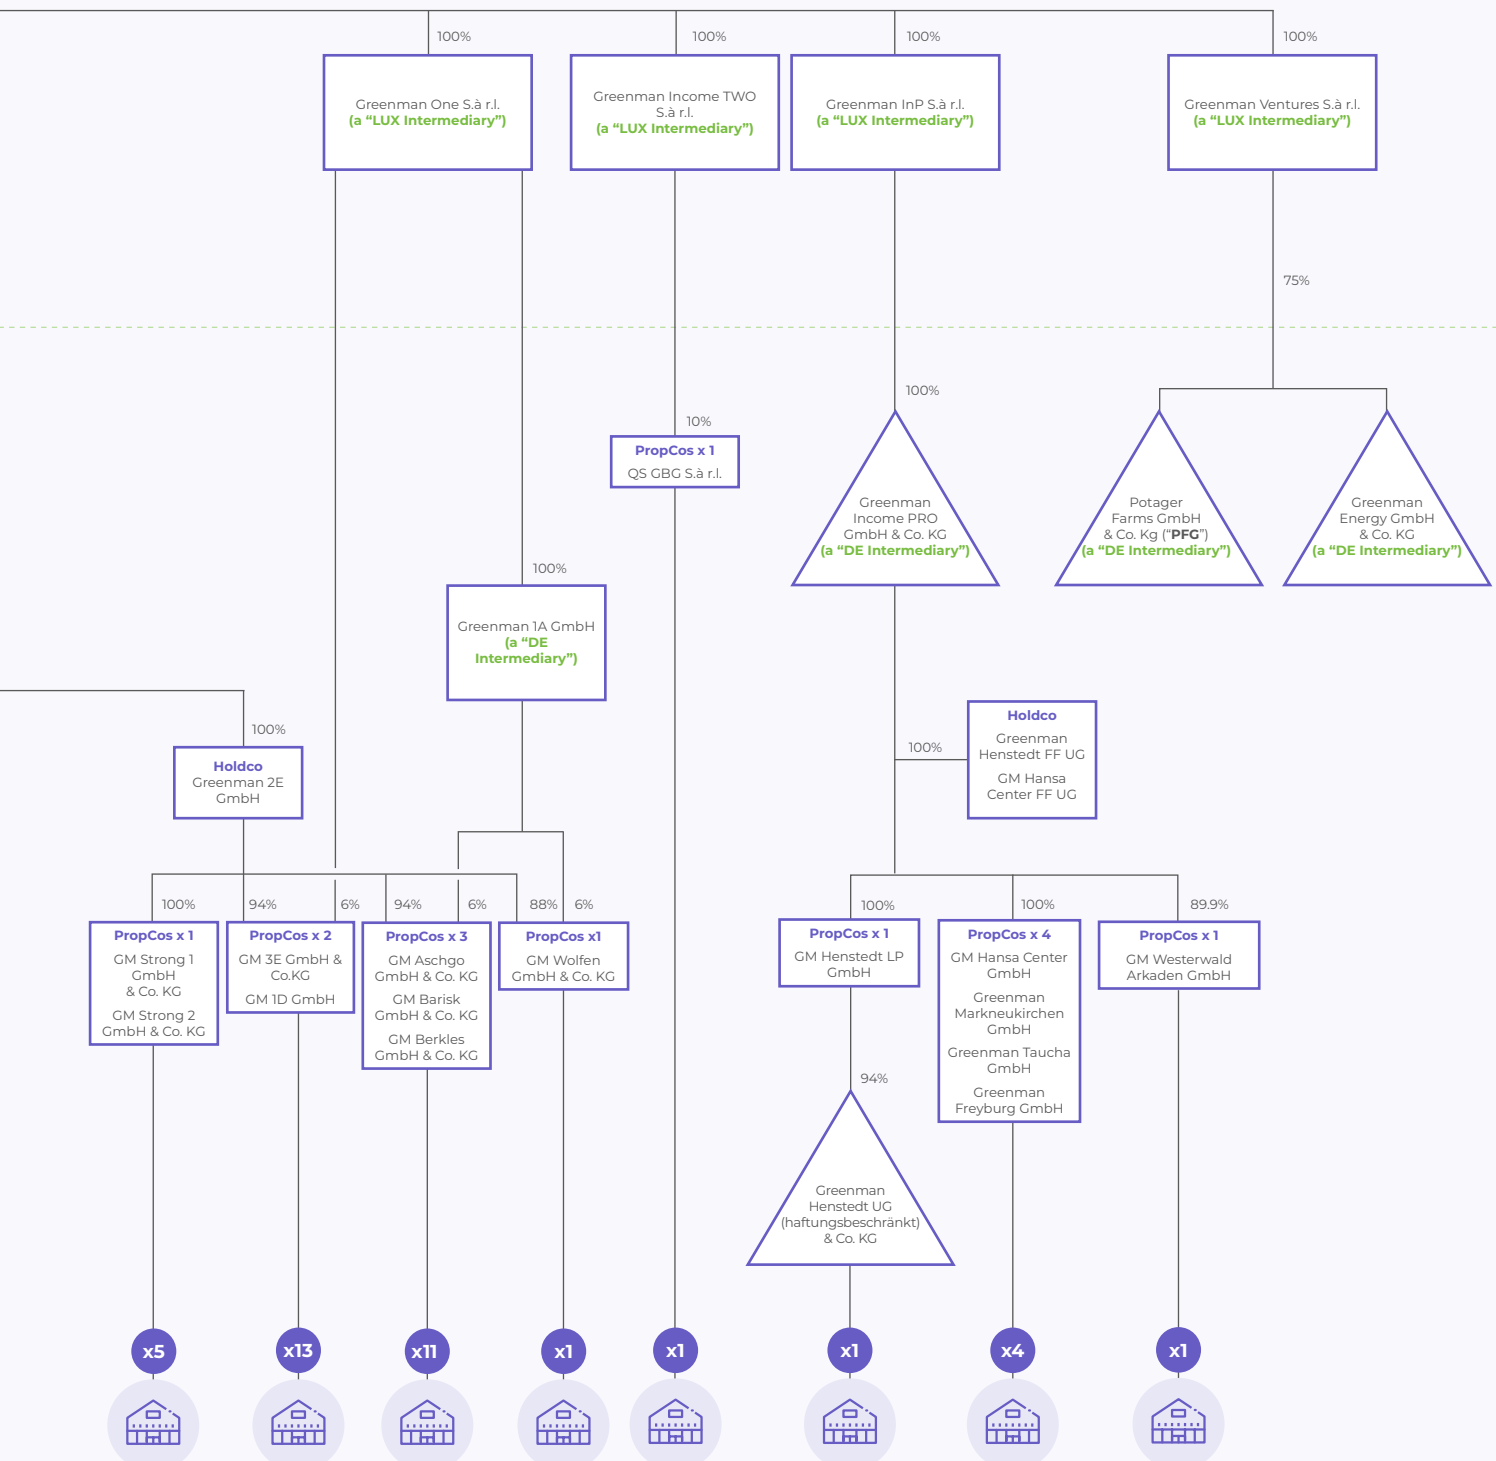 100%
100%
100%
100%
Greenman One S.à r.l.
(a “LUX Intermediary”)
Greenman Income TWO
S.à r.l.
(a “LUX Intermediary”)
Greenman InP S.à r.l.
(a “LUX Intermediary”)
Greenman Ventures S.à r.l.
(a “LUX Intermediary”)
75%
100%
10%
PropCos x 1
QS GBG S.à r.l.
Greenman
Income PRO
GmbH & Co. KG
(a “DE Intermediary”)
Potager
Farms GmbH
& Co. Kg (“PFG”)
(a “DE Intermediary”)
Greenman
Energy GmbH
& Co. KG
(a “DE Intermediary”)
100%
Greenman 1A GmbH
(a “DE
Intermediary”)
100%
Holdco
Greenman 2E
GmbH
100%
Holdco
Greenman
Henstedt FF UG
GM Hansa
Center FF UG
100%
94%
6%
94%
6%
88%
6%
100%
100%
89.9%
PropCos x 1
GM Strong 1
GmbH
& Co. KG
GM Strong 2
GmbH & Co. KG
PropCos x 2
GM 3E GmbH &
Co.KG
GM 1D GmbH
PropCos x 3
GM Aschgo
GmbH & Co. KG
GM Barisk
GmbH & Co. KG
GM Berkles
GmbH & Co. KG
PropCos x1
GM Wolfen
GmbH & Co. KG
PropCos x 1
GM Henstedt LP
GmbH
PropCos x 4
GM Hansa Center
GmbH
Greenman
Markneukirchen
GmbH
Greenman Taucha
GmbH
Greenman
Freyburg GmbH
PropCos x 1
GM Westerwald
Arkaden GmbH
94%
Greenman
Henstedt UG
(haftungsbeschränkt)
& Co. KG
x5
x13
x11
x1
x1
x1
x4
x1